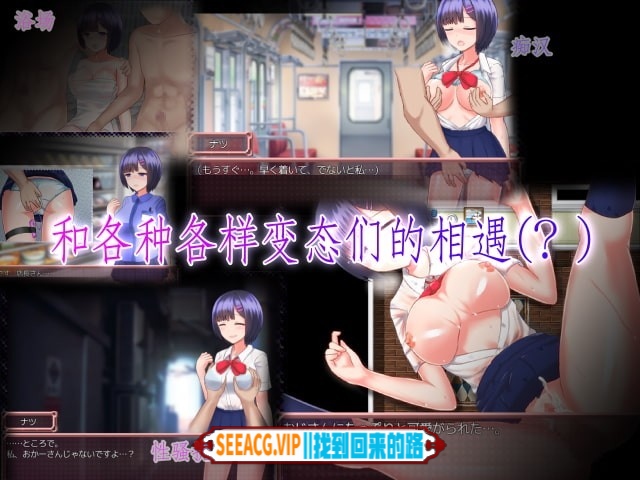 浴场
痴汉
ナツ
（もうすぐ…。早く着いて、でないと私…）
和各种各样变态们的相遇(？)
ナツ
……ところで。
私、おかーさんじゃないですよ…？
性骚
SEEACG.VIP||找到回来的路